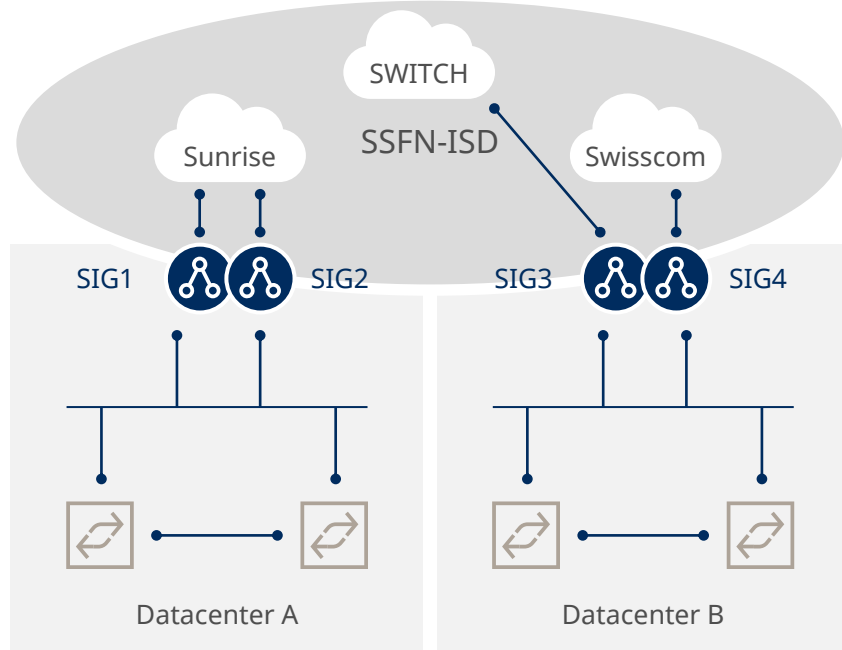 SWITCH
SSFN-ISD
Sunrise
Swisscom
SIG1
SIG2
SIG3
SIG4
Datacenter A
Datacenter B